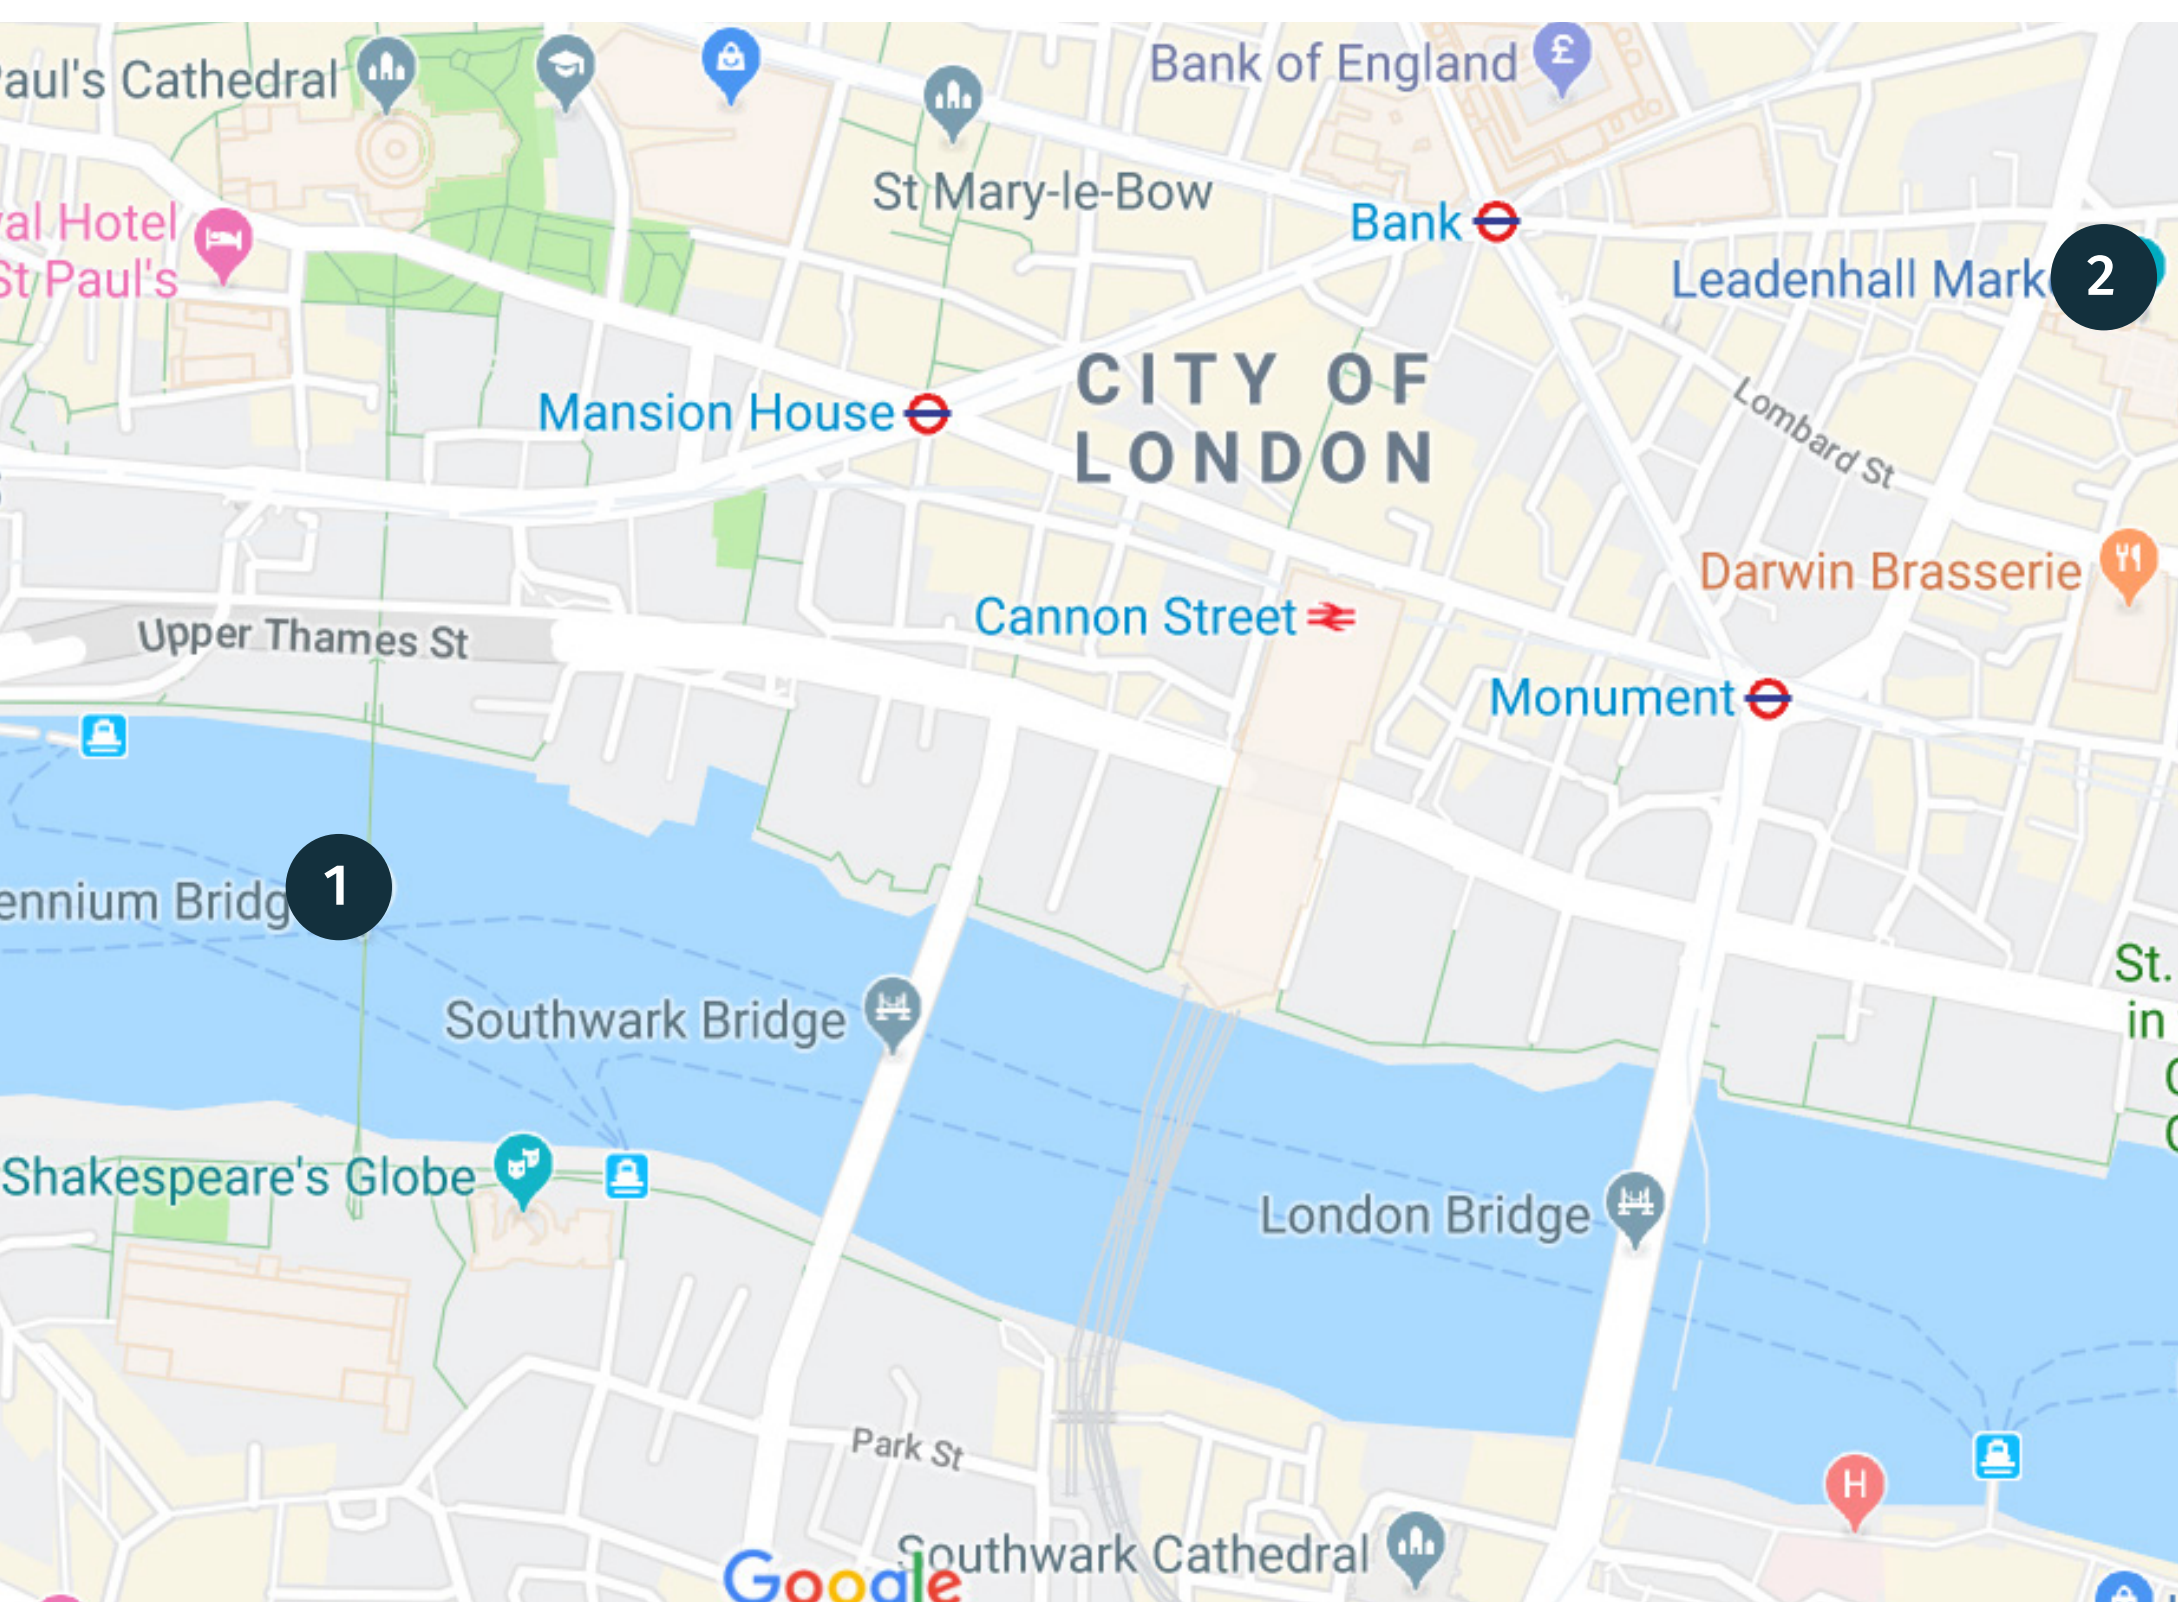 aul's Cathedral
Bank of England
£
St Mary-le-Bow
Bank
al Hotel
St Paul's
Leadenhall Mark
2
CITY OF
LONDON
Mansion House
Lombard St
Darwin Brasserie
Cannon Street
Upper Thames St
Monument
1
ennium Bridg
St.
in
Southwark Bridge
Shakespeare's Globe
London Bridge
Park St
H
Southwark Cathedral
Google